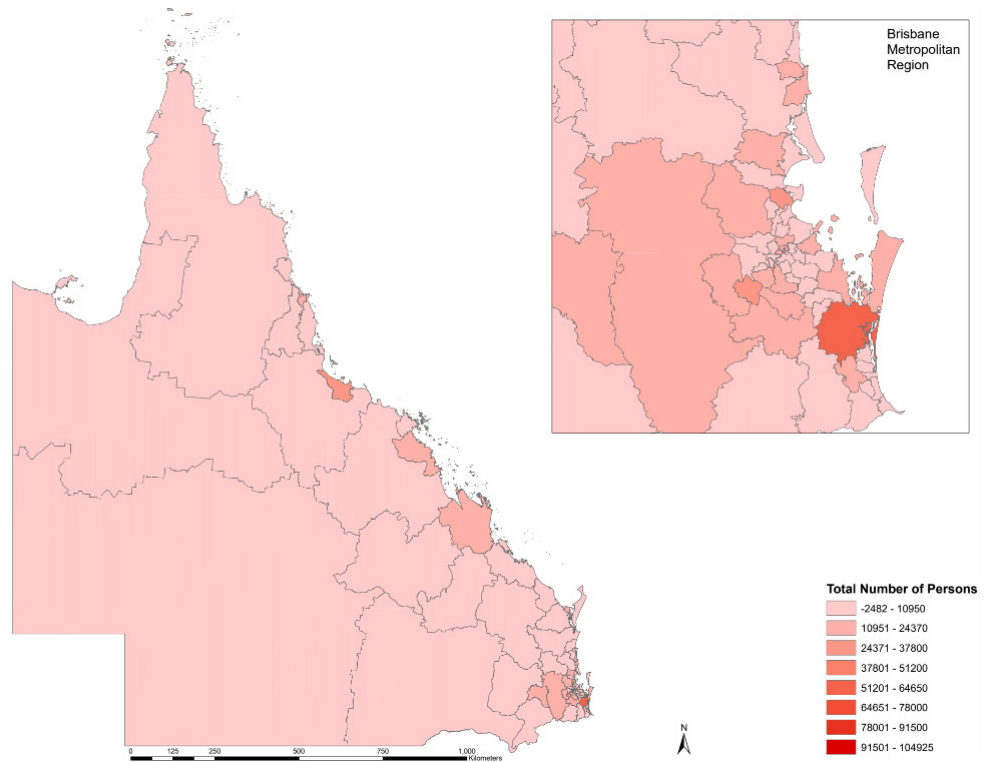 Brisbane
Metropolitan
Region
Total Number of Persons
-2482 - 10950
10951 - 24370
24371 - 37800
37801 - 51200
51201 - 64650
64651 - 78000
78001 - 91500
91501 - 104925
N
0 125 250 500 750 1,000
Kilometers